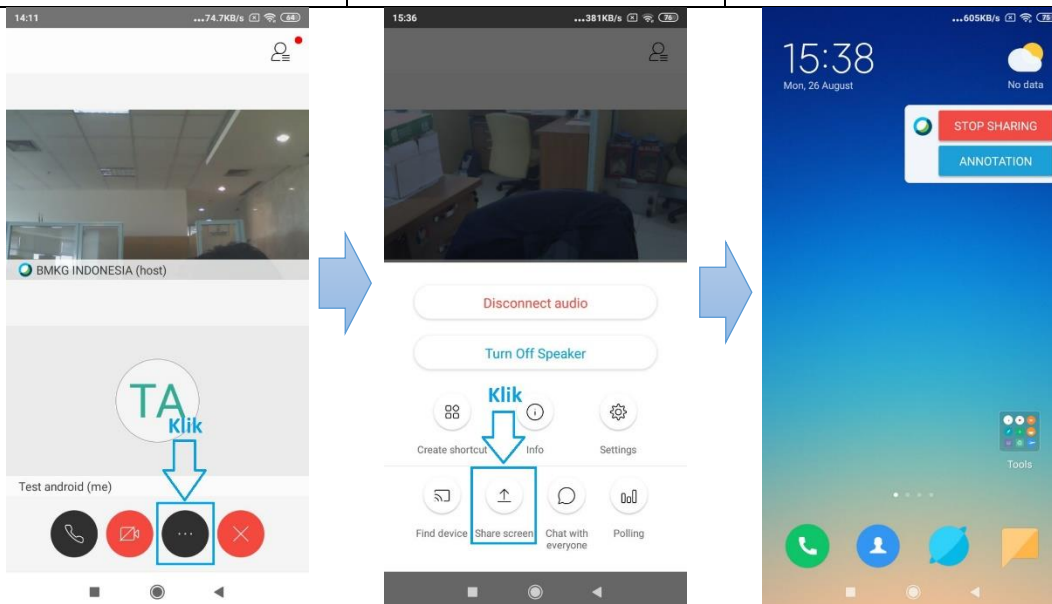 14:11
...74.7KB/s
64
BMKG INDONESIA (host)
TA
Klik
Test android (me)
15:36
...381KB/s
76
Disconnect audio
Turn Off Speaker
Klik
Create shortcut
Info
Settings
Find device
Share screen
Chat with
everyone
Polling
...605KB/s
15:38
Mon, 26 August
No data
STOP SHARING
ANNOTATION
Tools